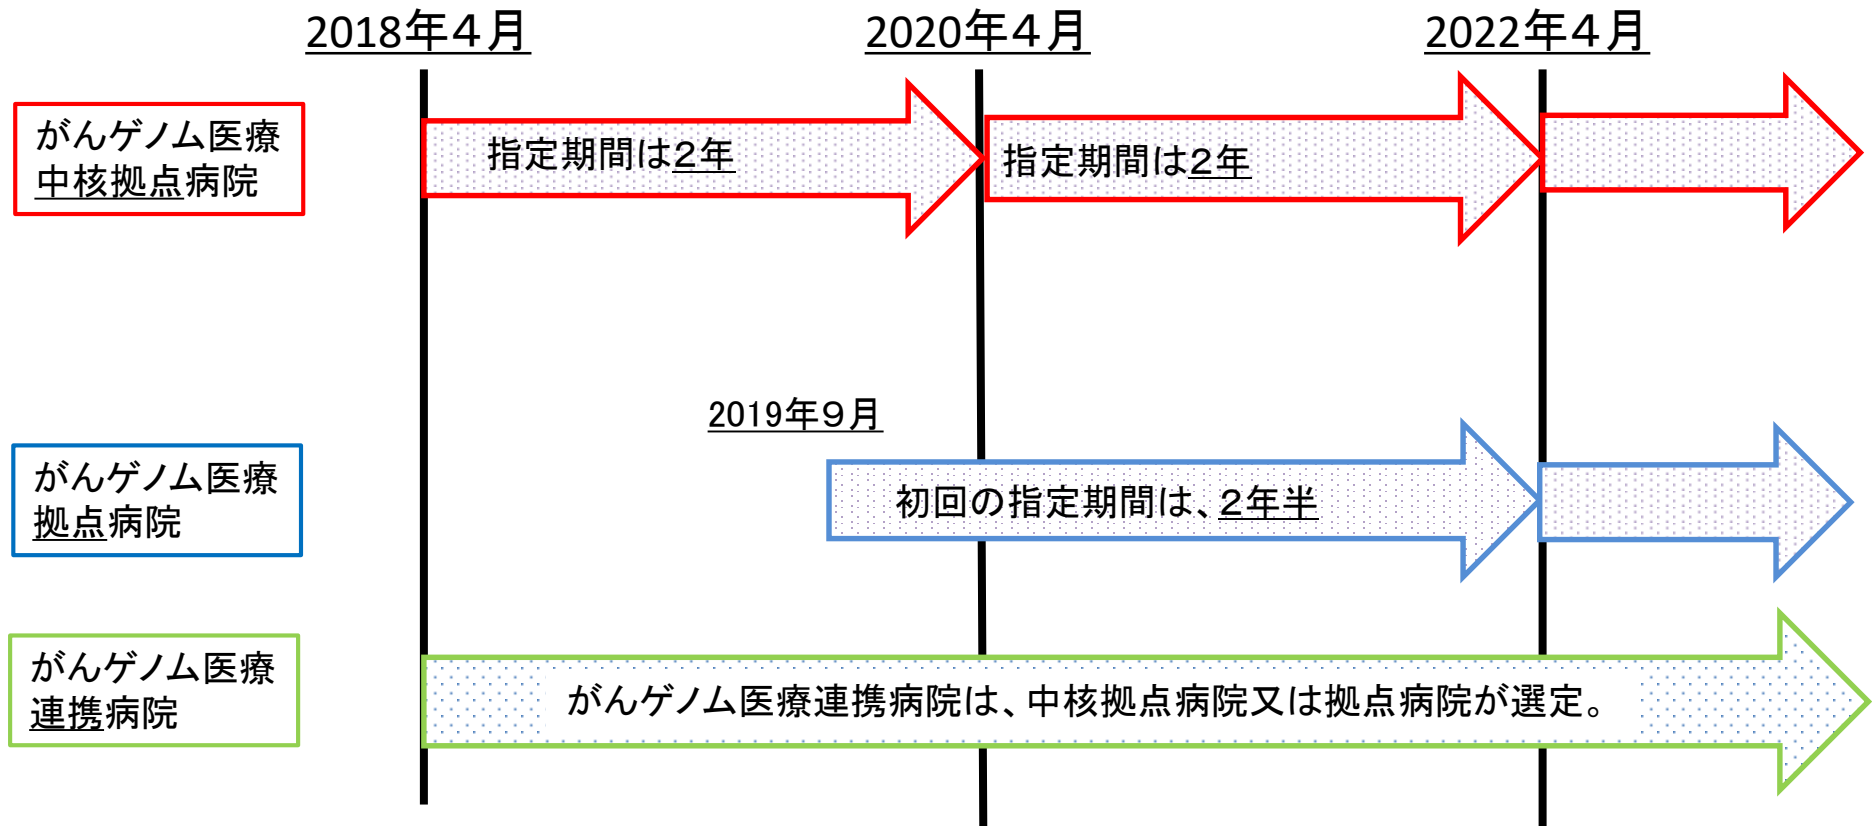 2018年４月
2020年４月
2022年４月
がんゲノム医療
中核拠点病院
指定期間は２年
指定期間は２年
2019年９月
がんゲノム医療
拠点病院
初回の指定期間は、２年半
がんゲノム医療
連携病院
がんゲノム医療連携病院は、中核拠点病院又は拠点病院が選定。